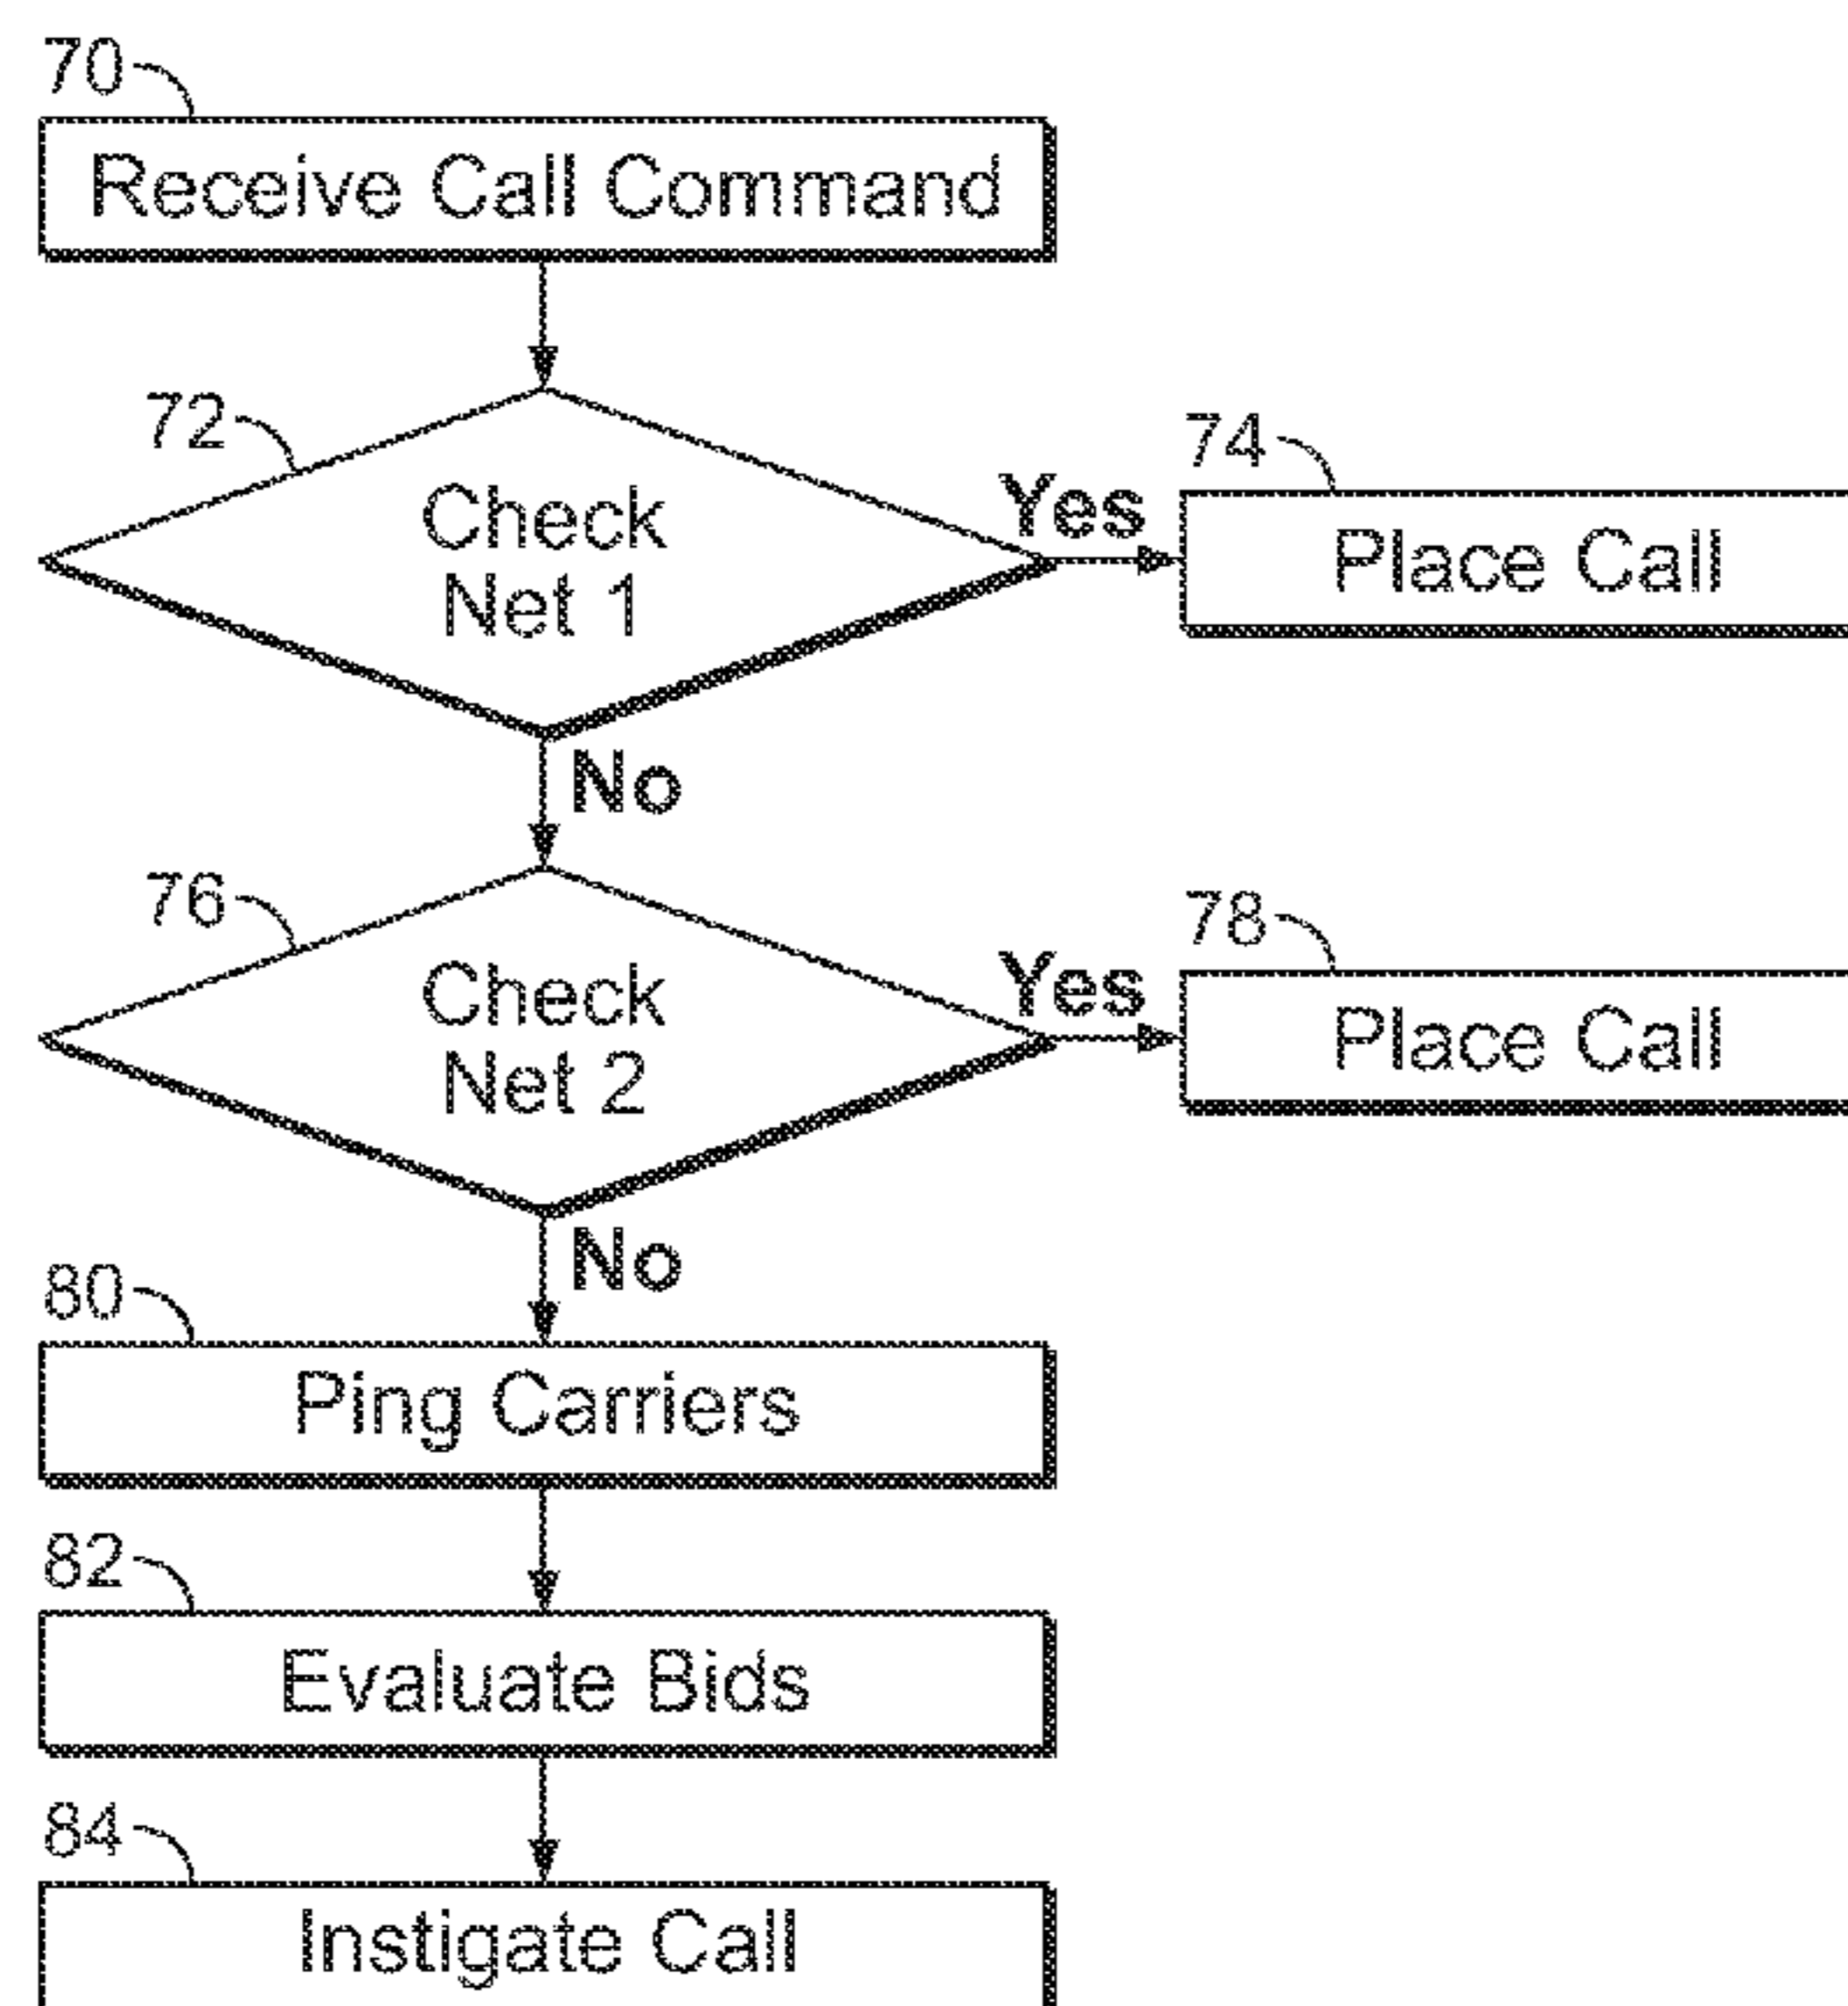 70
Receive Call Command
72
Check
Net 1
Yes
74
Place Call
No
76
Check
Net 2
Yes
78
Place Call
No
80
Ping Carriers
82
Evaluate Bids
84
Instigate Call